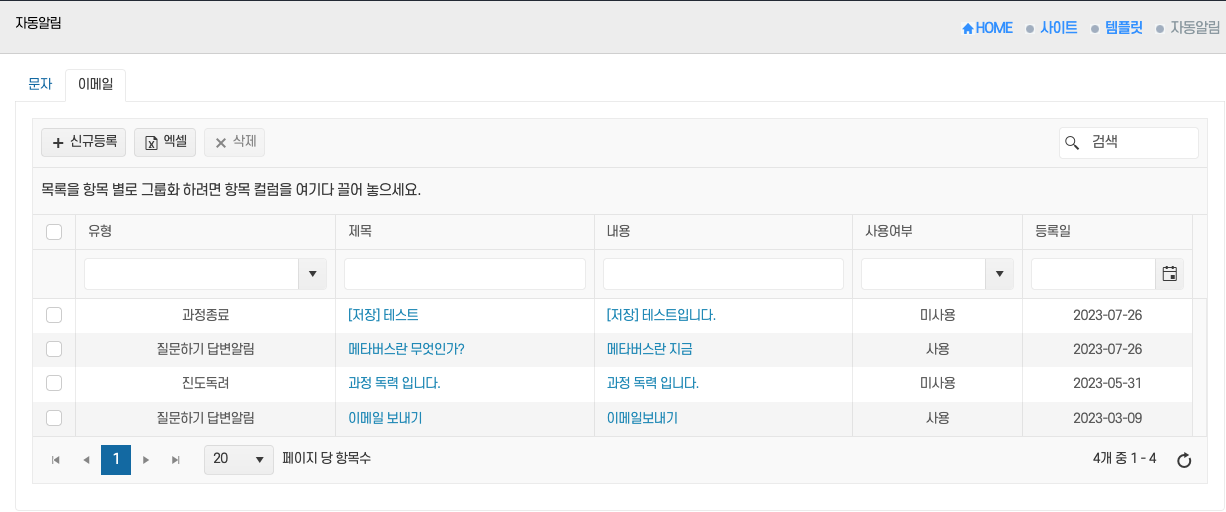 자동알림
HOME 사이트 템플릿 자동알림
문자 이메일
신규등록 엑셀 삭제 검색
목록을 항목 별로 그룹화 하려면 항목 컬럼을 여기다 끌어 놓으세요.
유형 제목 내용 사용여부 등록일
과정종료 [저장] 테스트 [저장] 테스트입니다. 미사용 2023-07-26
질문하기 답변알림 메타버스란 무엇인가? 메타버스란 지금 사용 2023-07-26
진도독려 과정 독력 입니다. 과정 독력 입니다. 미사용 2023-05-31
질문하기 답변알림 이메일 보내기 이메일보내기 사용 2023-03-09
1 20 페이지 당 항목수 4개 중 1 - 4